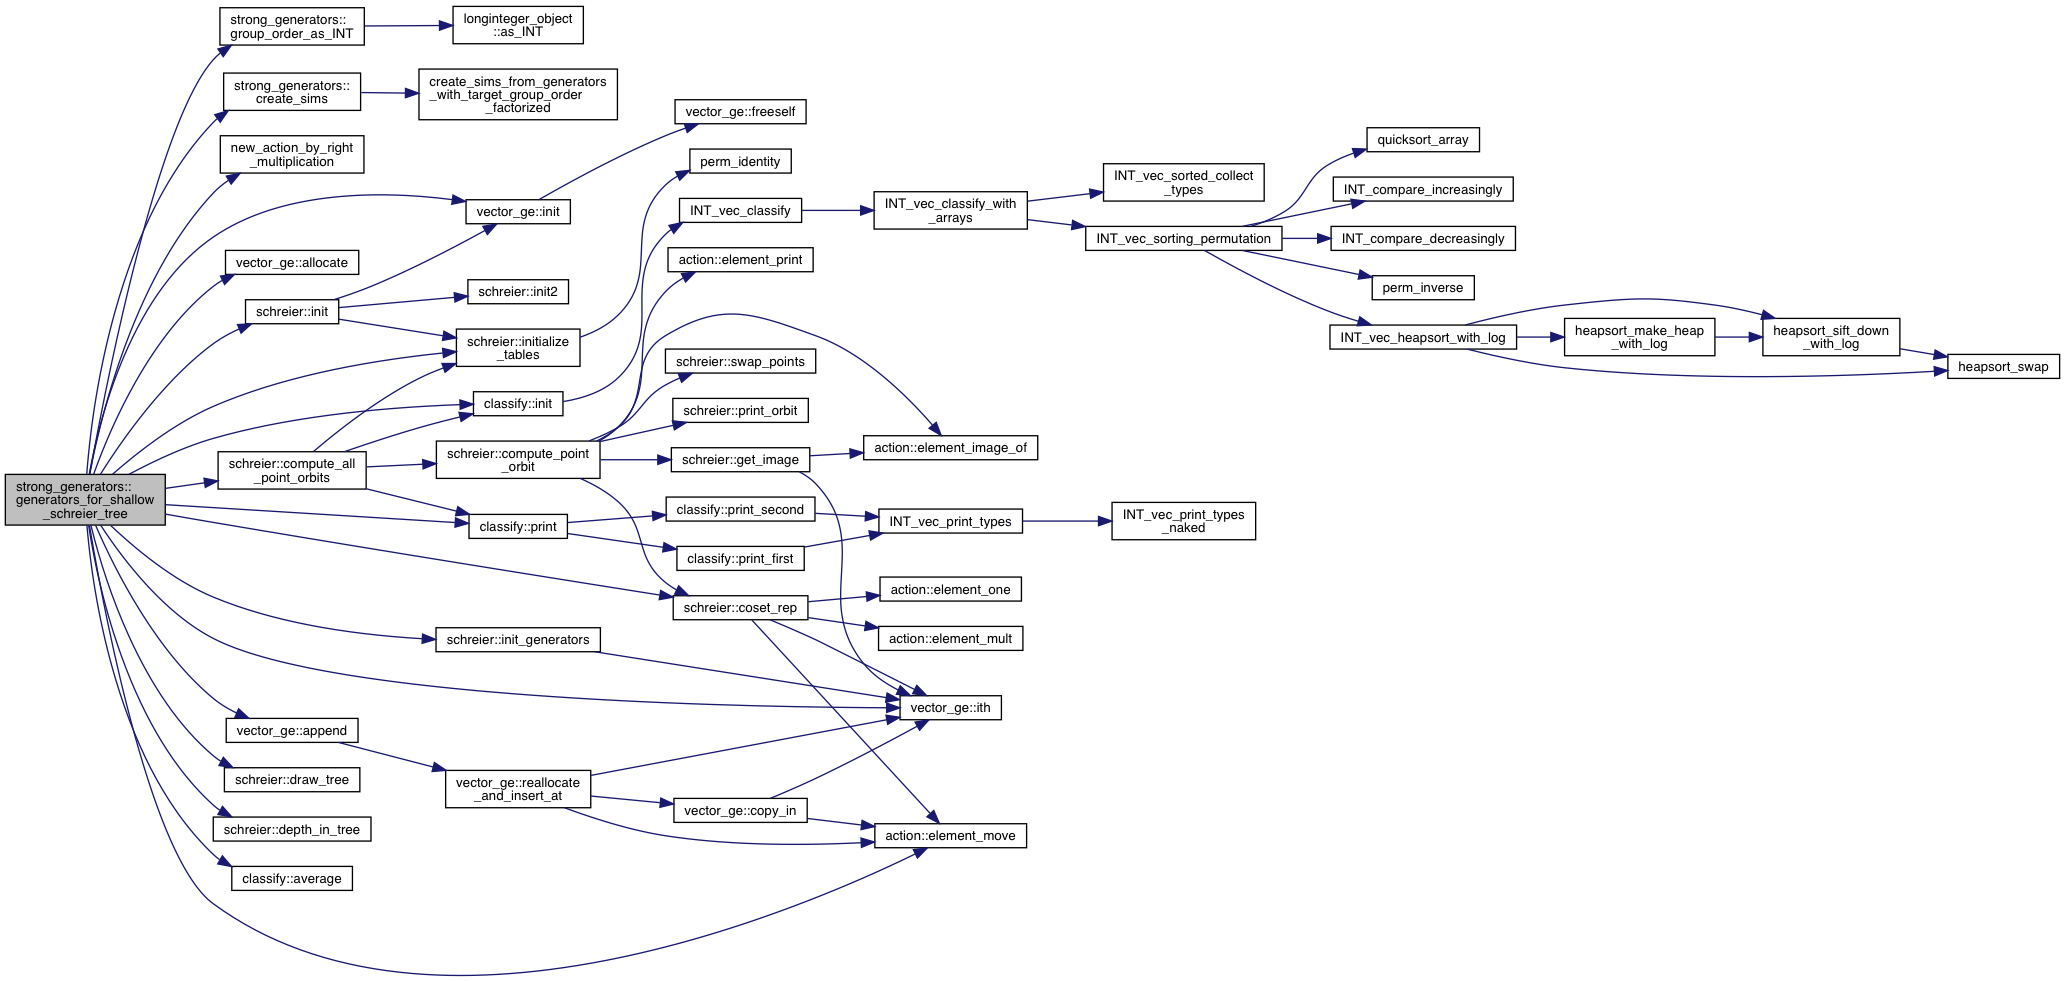 strong_generators::
generators_for_shallow
_schreier_tree
strong_generators::
group_order_as_INT
longinteger_object
::as_INT
strong_generators::
create_sims
create_sims_from_generators
_with_target_group_order
_factorized
new_action_by_right
_multiplication
vector_ge::init
vector_ge::freeself
vector_ge::allocate
schreier::init
schreier::init2
schreier::initialize
_tables
perm_identity
classify::init
INT_vec_classify
INT_vec_classify_with
_arrays
INT_vec_sorted_collect
_types
INT_vec_sorting_permutation
quicksort_array
INT_compare_increasingly
INT_compare_decreasingly
perm_inverse
INT_vec_heapsort_with_log
heapsort_make_heap
_with_log
heapsort_sift_down
_with_log
heapsort_swap
schreier::compute_all
_point_orbits
schreier::compute_point
_orbit
action::element_print
schreier::swap_points
schreier::print_orbit
schreier::get_image
action::element_image_of
classify::print
classify::print_second
classify::print_first
INT_vec_print_types
INT_vec_print_types
_naked
schreier::coset_rep
action::element_one
action::element_mult
schreier::init_generators
vector_ge::ith
vector_ge::append
vector_ge::reallocate
_and_insert_at
vector_ge::copy_in
action::element_move
schreier::draw_tree
schreier::depth_in_tree
classify::average